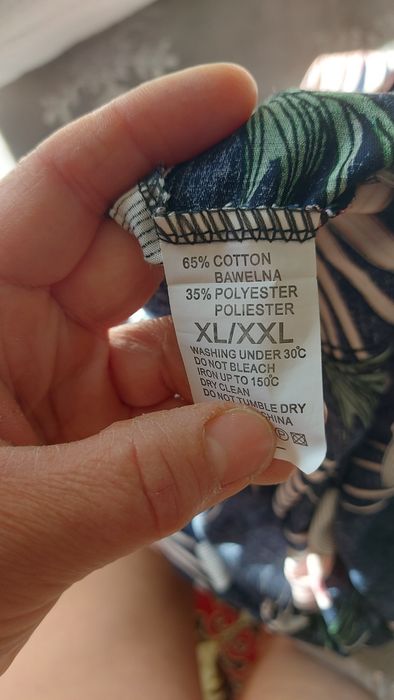 65% COTTON
BAWELNA
35% POLYESTER
POLIESTER
XL/XXL
WASHING UNDER 30℃
DO NOT BLEACH
IRON UP TO 150℃
DRY CLEAN
DO NOT TUMBLE DRY